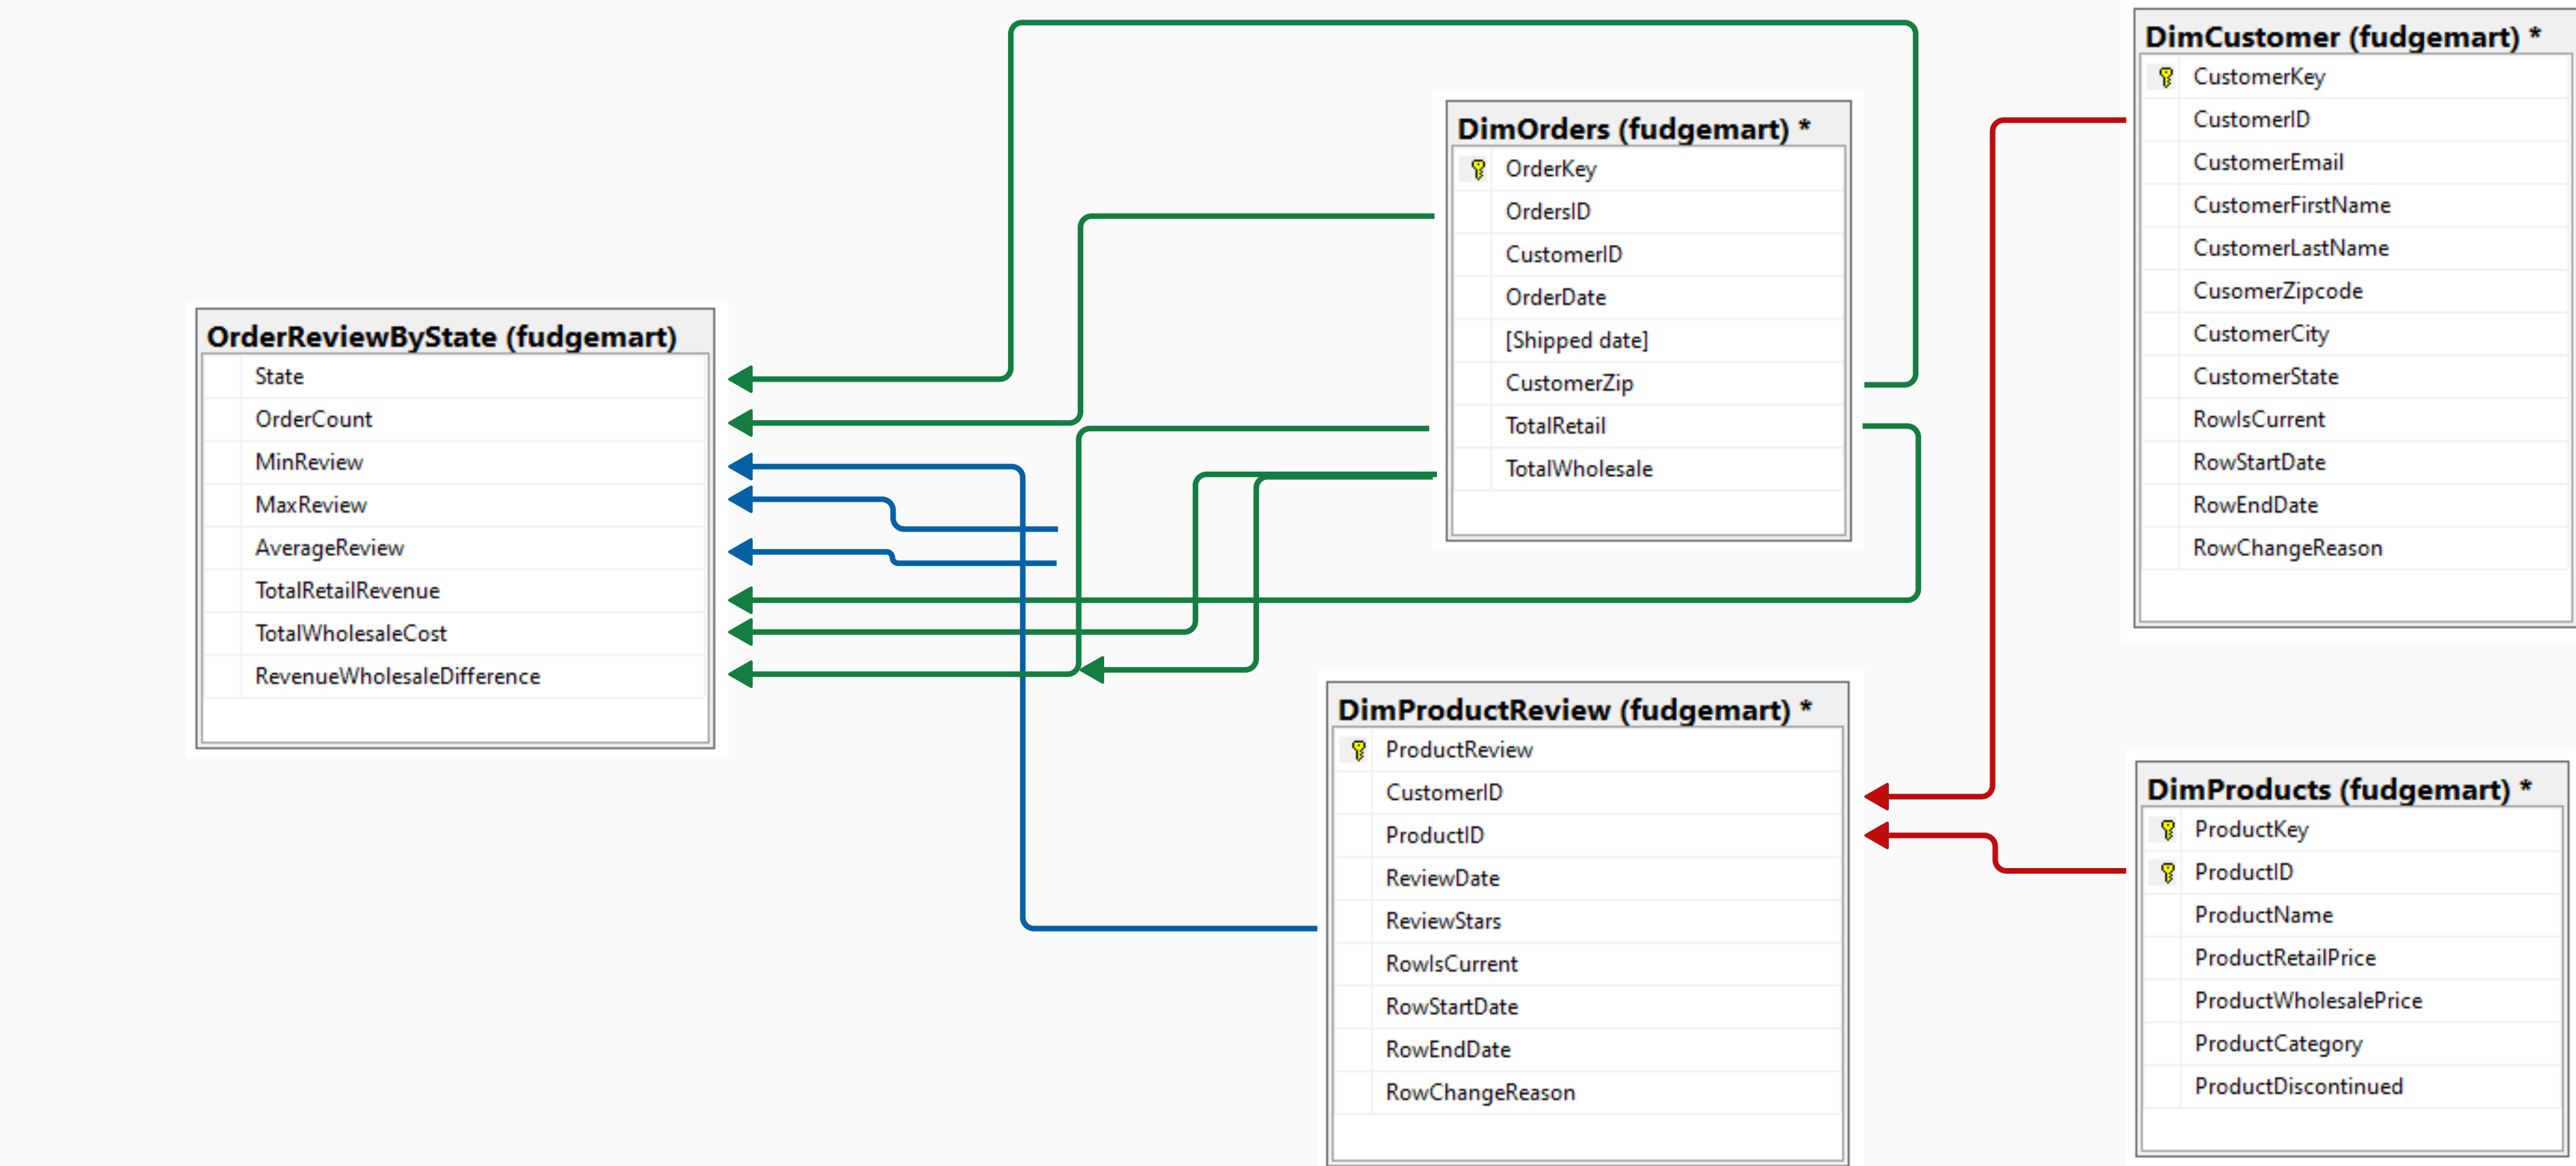 OrderReviewByState (fudgemart)
State
OrderCount
MinReview
MaxReview
AverageReview
TotalRetailRevenue
TotalWholesaleCost
RevenueWholesaleDifference
DimOrders (fudgemart) *
OrderKey
OrdersID
CustomerID
OrderDate
[Shipped date]
CustomerZip
TotalRetail
TotalWholesale
DimProductReview (fudgemart) *
ProductReview
CustomerID
ProductID
ReviewDate
ReviewStars
RowIsCurrent
RowStartDate
RowEndDate
RowChangeReason
DimCustomer (fudgemart) *
CustomerKey
CustomerID
CustomerEmail
CustomerFirstName
CustomerLastName
CusomerZipcode
CustomerCity
CustomerState
RowIsCurrent
RowStartDate
RowEndDate
RowChangeReason
DimProducts (fudgemart) *
ProductKey
ProductID
ProductName
ProductRetailPrice
ProductWholesalePrice
ProductCategory
ProductDiscontinued